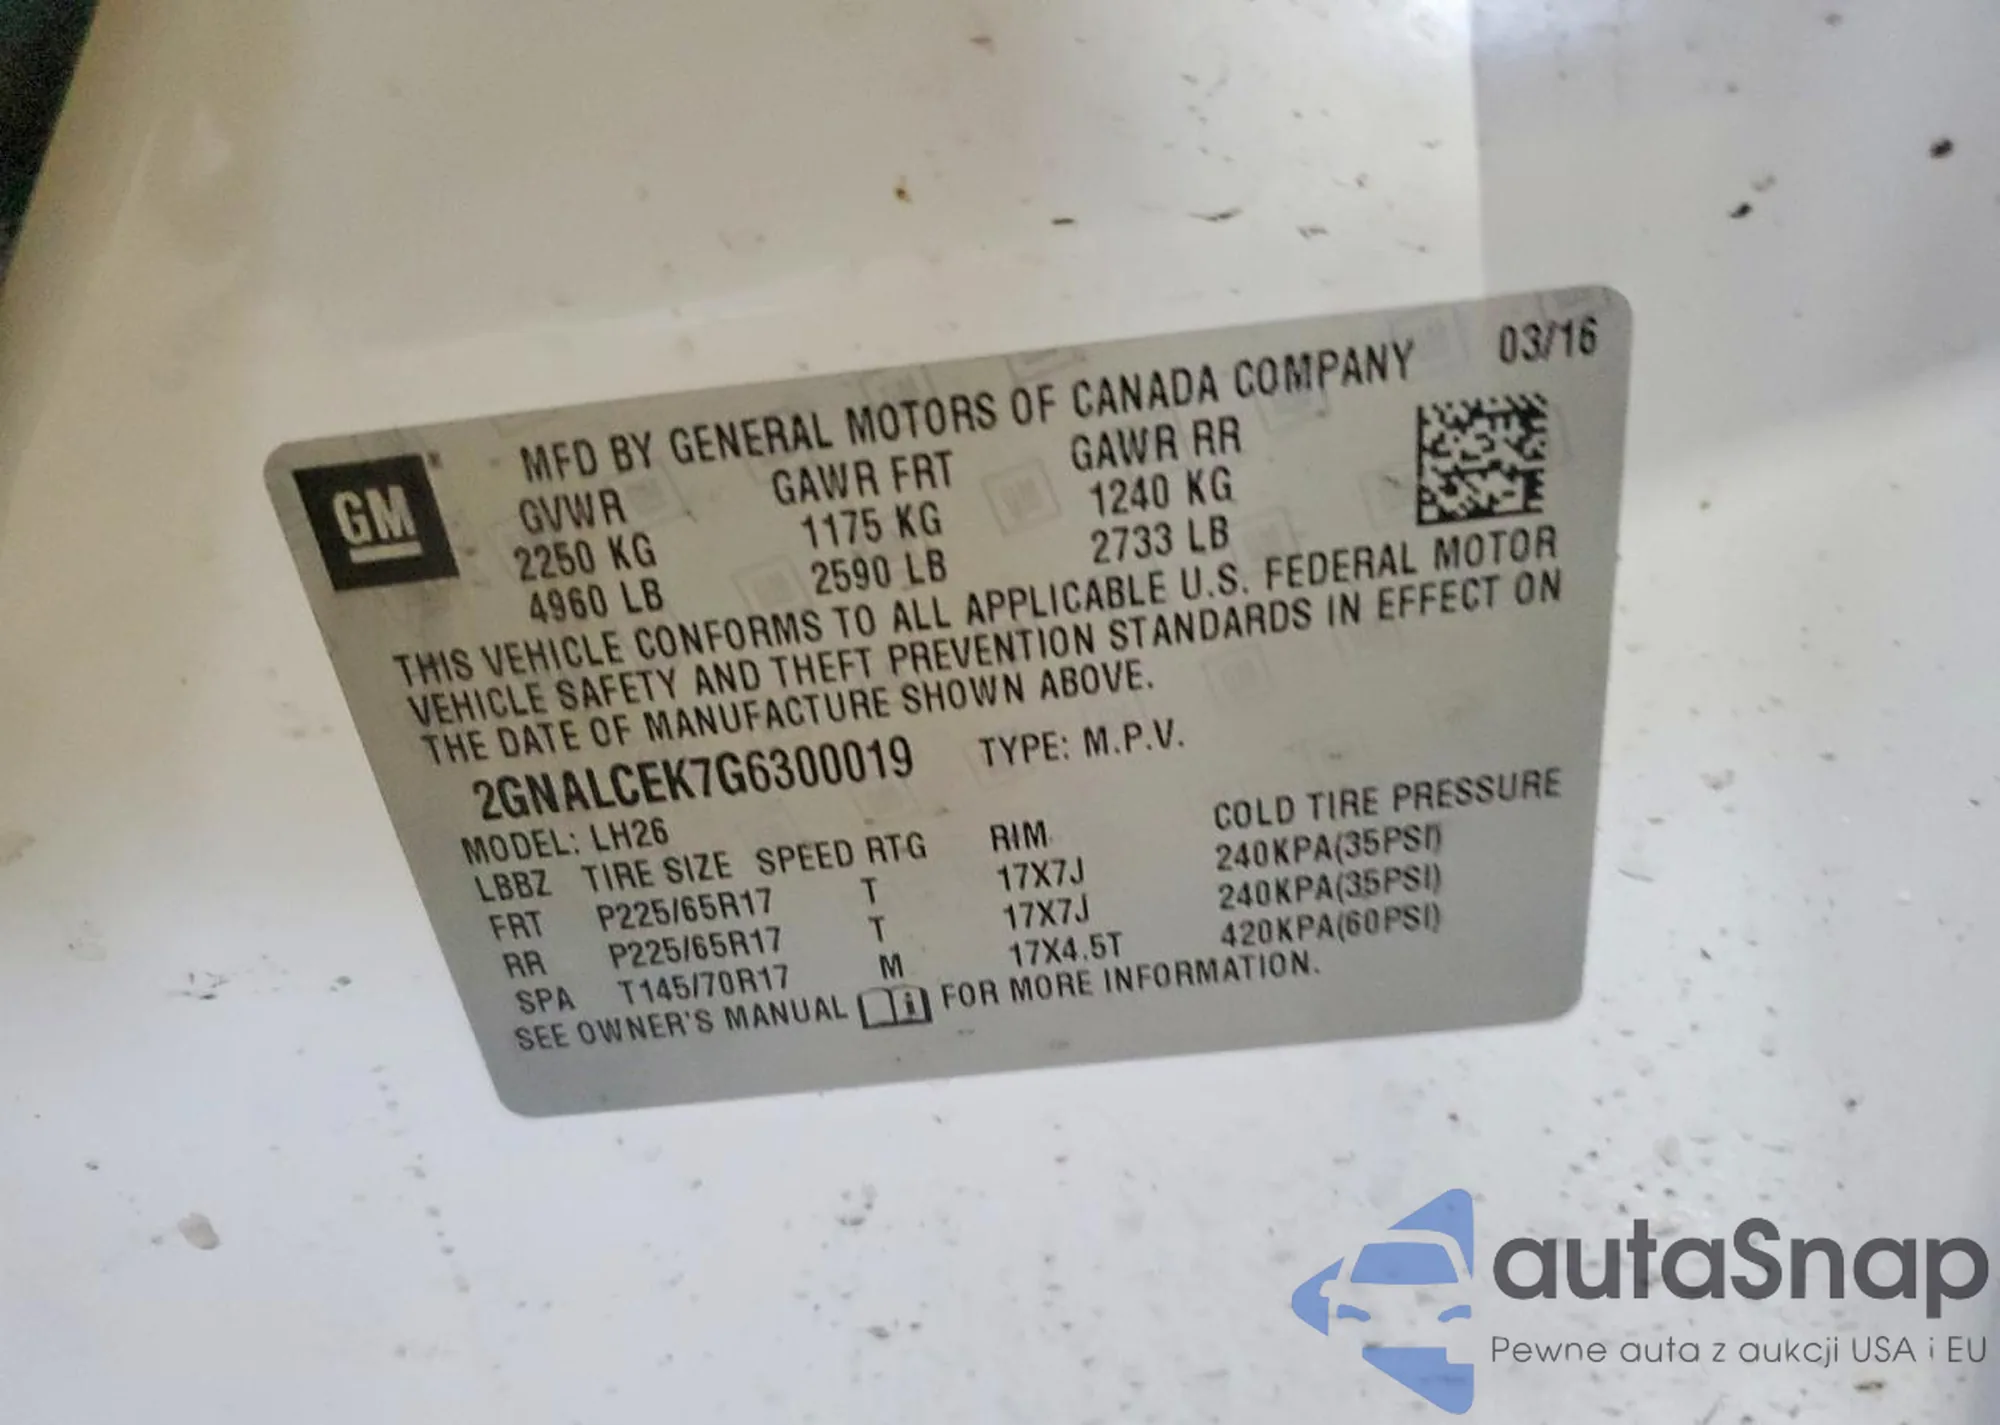 MFD BY GENERAL MOTORS OF CANADA COMPANY 03/16
GM
GVWR GAWR FRT GAWR RR
2250 KG 1175 KG 1240 KG
4960 LB 2590 LB 2733 LB
THIS VEHICLE CONFORMS TO ALL APPLICABLE U.S. FEDERAL MOTOR
VEHICLE SAFETY AND THEFT PREVENTION STANDARDS IN EFFECT ON
THE DATE OF MANUFACTURE SHOWN ABOVE.
2GNALCEK7G6300019 TYPE: M.P.V.
MODEL: LH26
LBBZ TIRE SIZE SPEED RTG RIM COLD TIRE PRESSURE
FRT P225/65R17 T 17X7J 240KPA(35PSI)
RR P225/65R17 T 17X7J 240KPA(35PSI)
SPA T145/70R17 M 17X4.5T 420KPA(60PSI)
SEE OWNER'S MANUAL FOR MORE INFORMATION.
autaSnap
Pewne auta z aukcji USA i EU